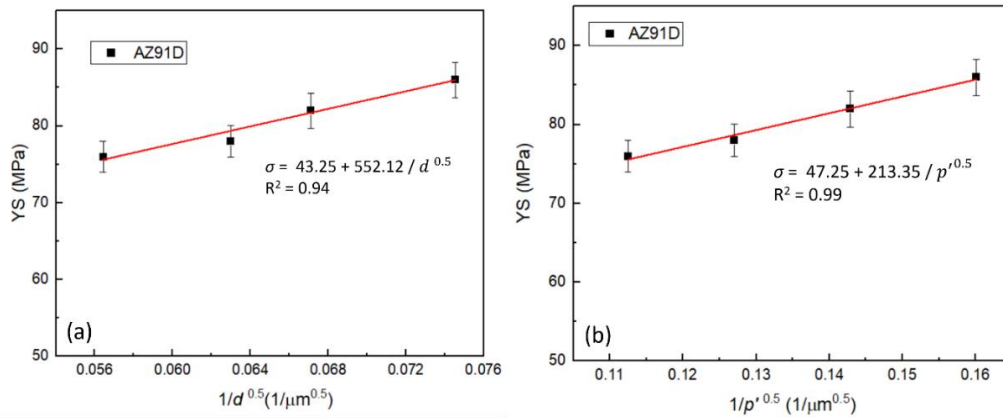 AZ91D
YS (MPa)
90
80
70
60
50
σ = 43.25 + 552.12 / d ^0.5
R² = 0.94
(a)
0.056 0.060 0.064 0.068 0.072 0.076
1/d ^0.5 (1/μm^0.5)
AZ91D
YS (MPa)
90
80
70
60
50
σ = 47.25 + 213.35 / p′^0.5
R² = 0.99
(b)
0.11 0.12 0.13 0.14 0.15 0.16
1/p′ ^0.5 (1/μm^0.5)